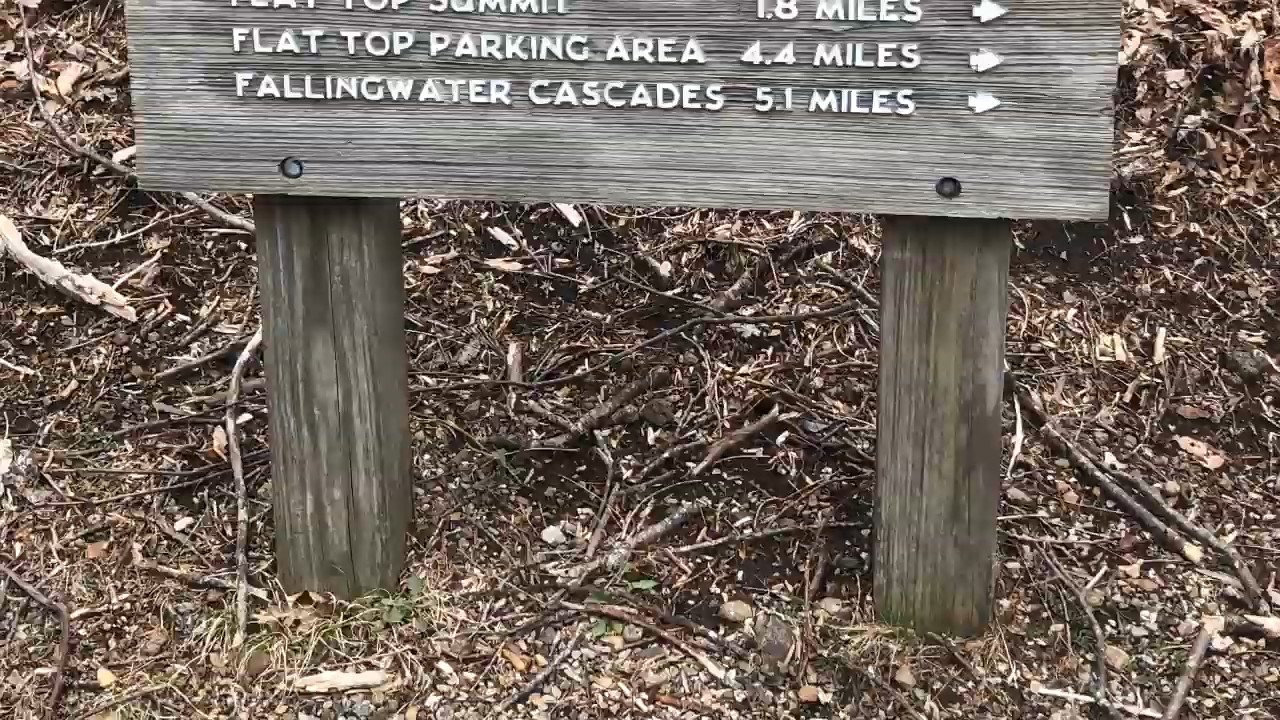 FLAT TOP SUMMIT 1.8 MILES
FLAT TOP PARKING AREA 4.4 MILES
FALLINGWATER CASCADES 5.1 MILES